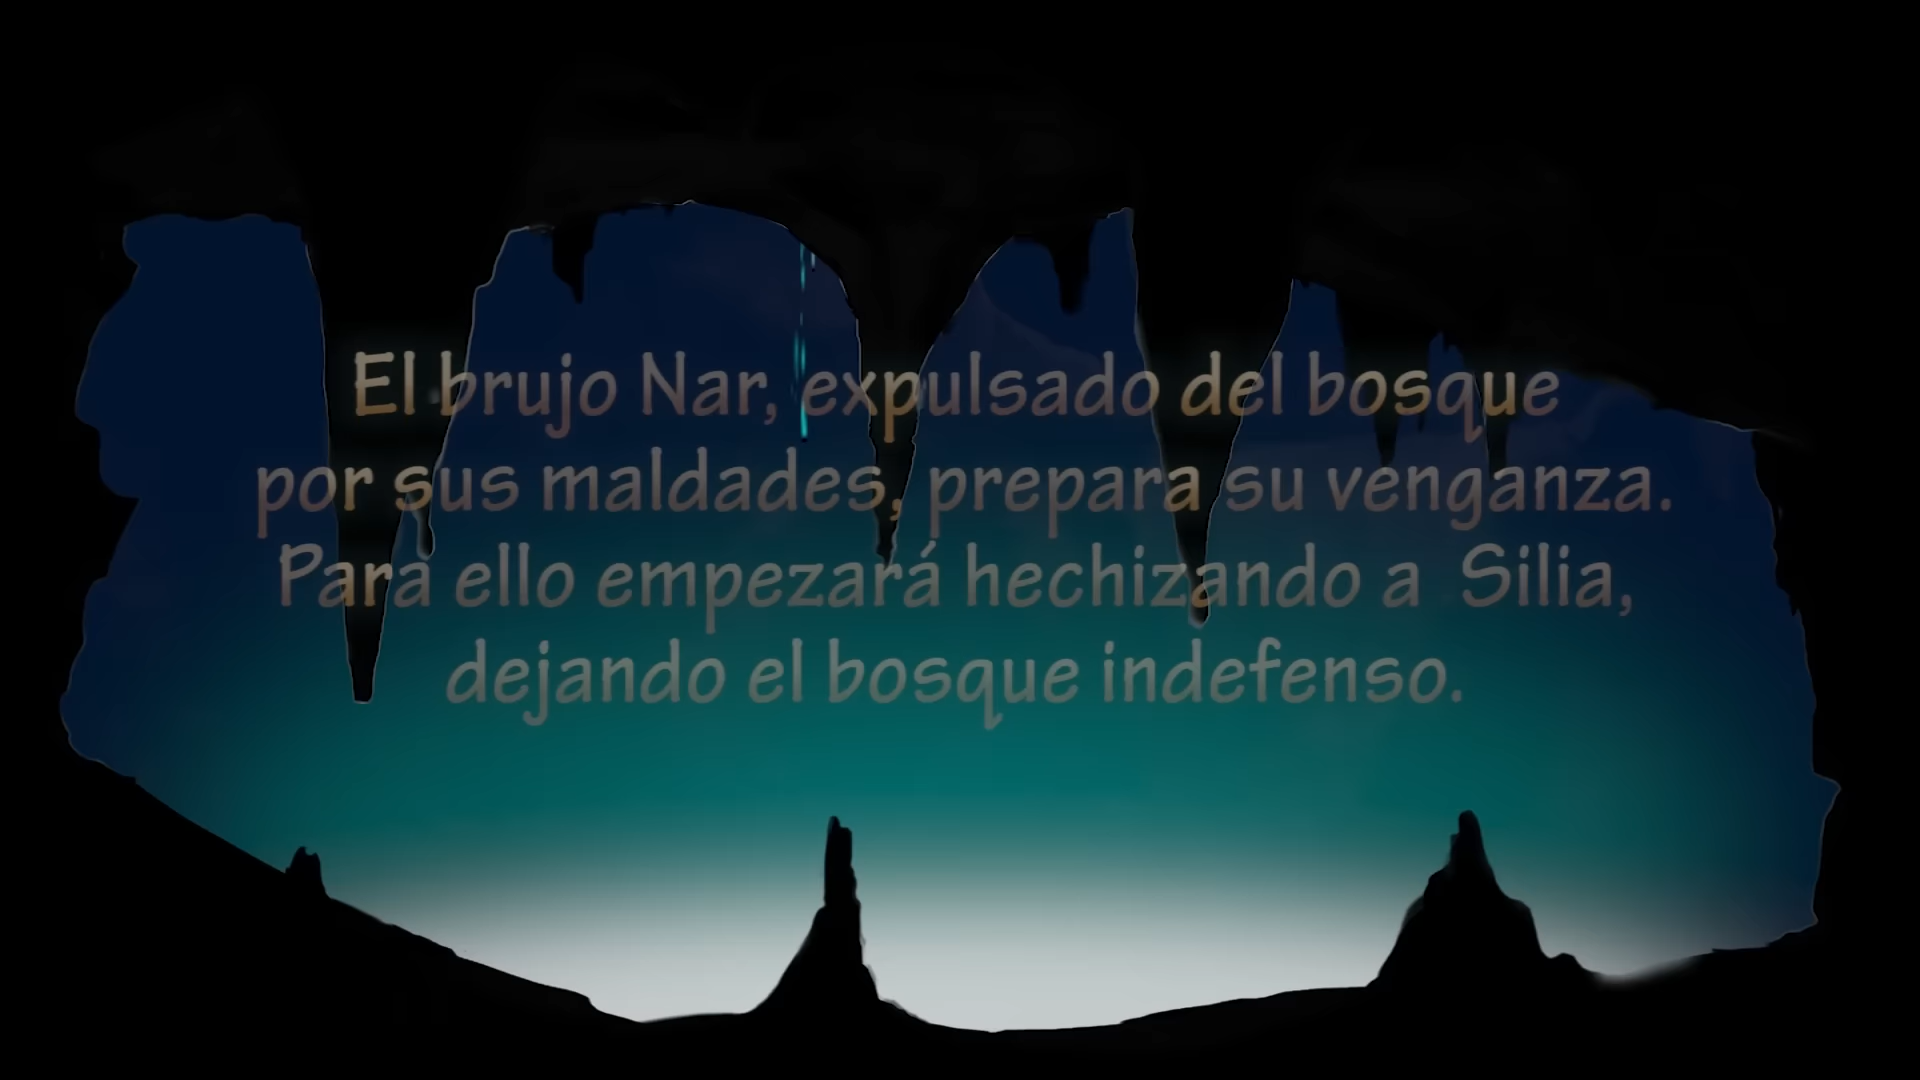 El brujo Nar, expulsado del bosque
por sus maldades, prepara su venganza.
Para ello empezará hechizando a Silia,
dejando el bosque indefenso.